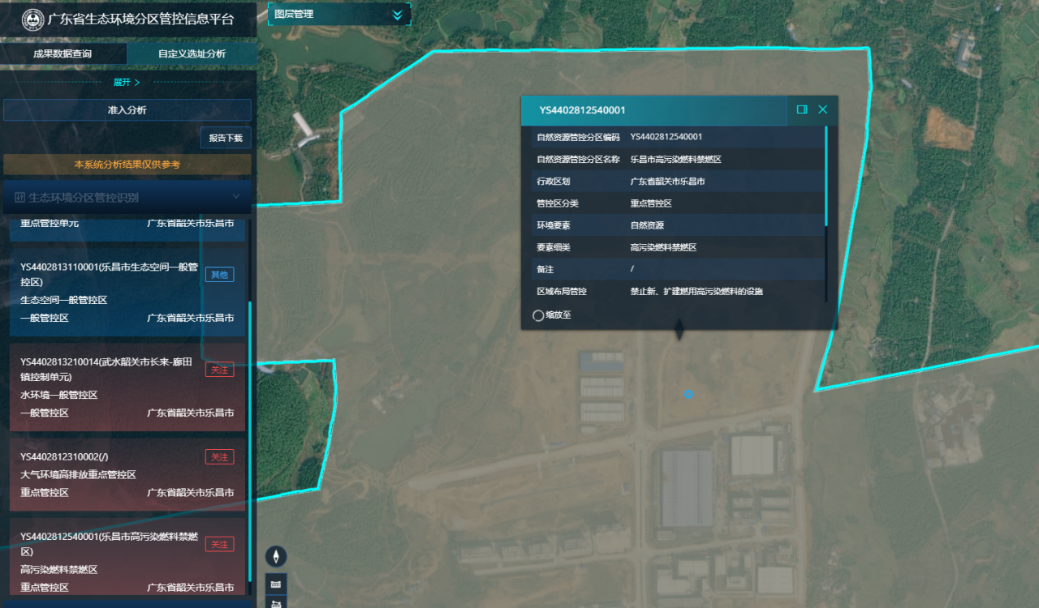 广东省生态环境分区管控信息平台
图层管理
成果数据查询
自定义选址分析
展开 >
准入分析
报告下载
本系统分析结果仅供参考
生态环境分区管控识别
重点管控单元
广东省韶关市乐昌市
YS4402813110001(乐昌市生态空间一般管
控区)
其他
生态空间一般管控区
一般管控区
广东省韶关市乐昌市
YS4402813210014(武水韶关市长来-廊田
镇控制单元)
关注
水环境一般管控区
一般管控区
广东省韶关市乐昌市
YS4402812310002(/)
关注
大气环境高排放重点管控区
重点管控区
广东省韶关市乐昌市
YS4402812540001(乐昌市高污染燃料禁燃
区)
关注
高污染燃料禁燃区
重点管控区
广东省韶关市乐昌市
YS4402812540001
自然资源管控分区编码 YS4402812540001
自然资源管控分区名称 乐昌市高污染燃料禁燃区
行政区划 广东省韶关市乐昌市
管控区分类 重点管控区
环境要素 自然资源
要素细类 高污染燃料禁燃区
备注 /
区域布局管控 禁止新、扩建燃用高污染燃料的设施
缩放至